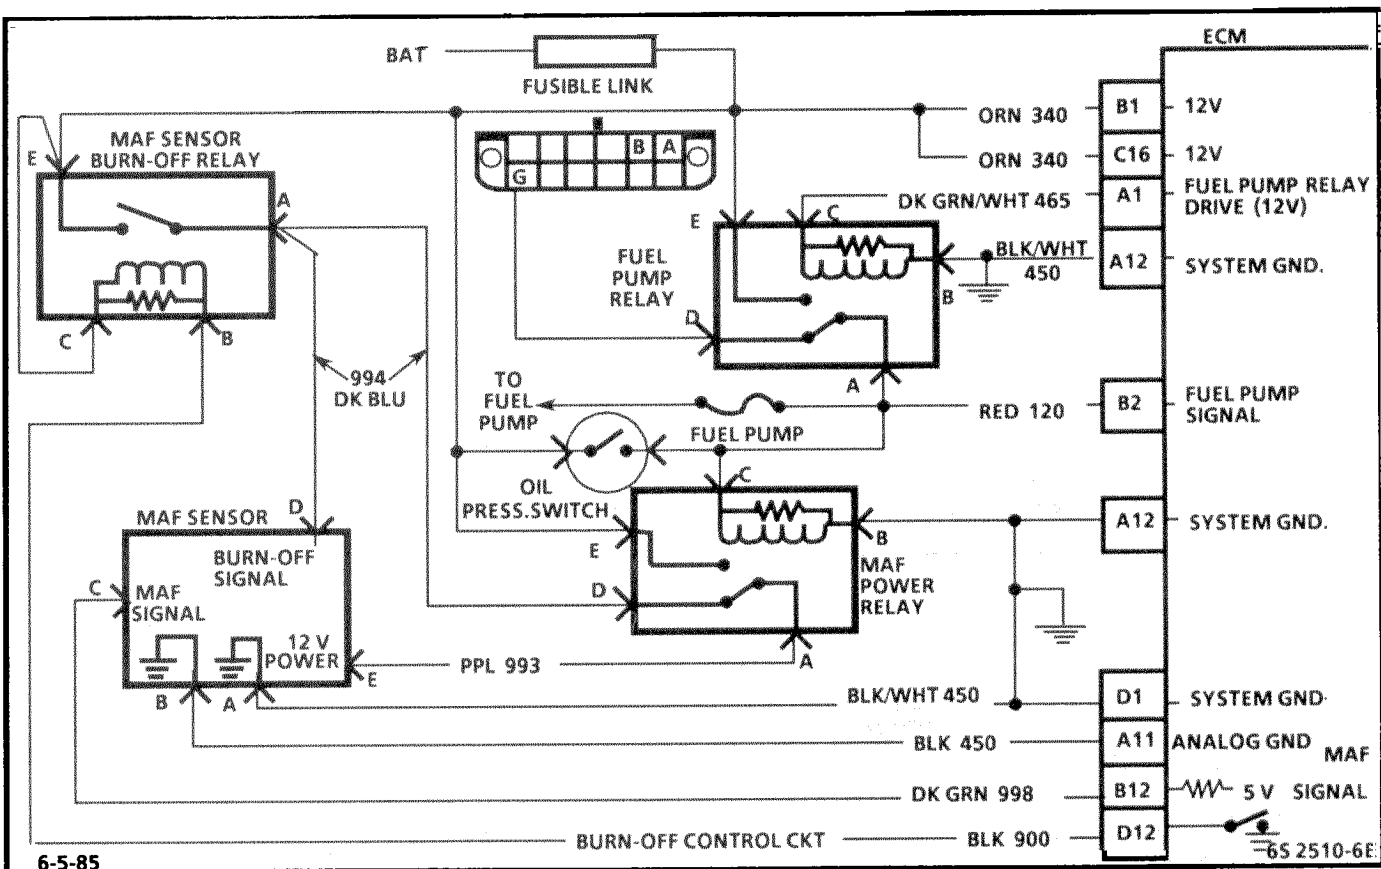 ECM
BAT
FUSIBLE LINK
ORN 340
B1
12V
MAF SENSOR
BURN-OFF RELAY
E
B
A
ORN 340
C16
12V
G
A
DK GRN/WHT 465
A1
FUEL PUMP RELAY
DRIVE (12V)
E
C
FUEL
PUMP
RELAY
BLK/WHT
450
A12
SYSTEM GND.
B
D
C
B
994
DK BLU
A
TO
FUEL
PUMP
RED 120
B2
FUEL PUMP
SIGNAL
FUEL PUMP
OIL
PRESS.SWITCH
C
D
MAF SENSOR
A12
SYSTEM GND.
B
E
BURN-OFF
SIGNAL
MAF
POWER
RELAY
C
MAF
SIGNAL
D
12 V
POWER
E
PPL 993
A
B
A
BLK/WHT 450
D1
SYSTEM GND.
BLK 450
A11
ANALOG GND
MAF
DK GRN 998
B12
5 V SIGNAL
BURN-OFF CONTROL CKT
BLK 900
D12
6-5-85
6S 2510-6E